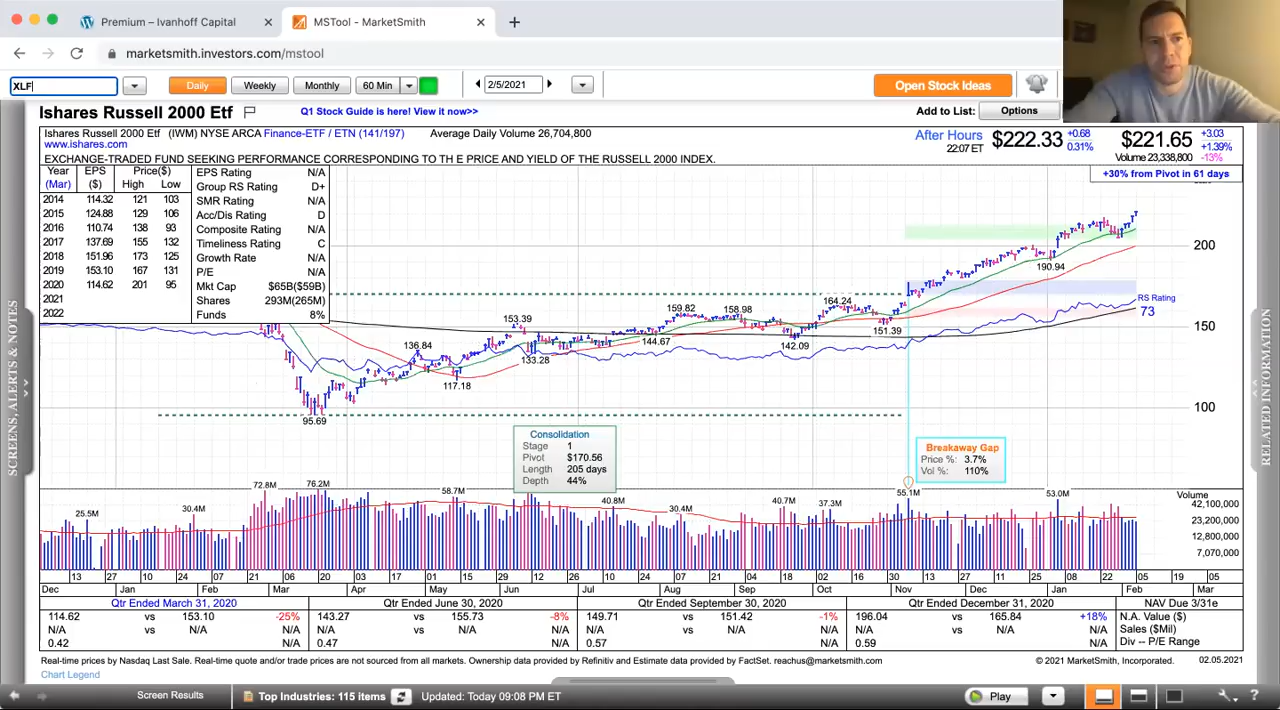 Premium – Ivanhoff Capital
MSTool - MarketSmith
marketsmith.investors.com/mstool
XLF
Daily
Weekly
Monthly
60 Min
2/5/2021
Open Stock Ideas
Ishares Russell 2000 Etf
Q1 Stock Guide is here! View it now>>
Add to List:
Options
Ishares Russell 2000 Etf (IWM) NYSE ARCA Finance-ETF / ETN (141/197) Average Daily Volume 26,704,800
www.ishares.com
EXCHANGE-TRADED FUND SEEKING PERFORMANCE CORRESPONDING TO TH E PRICE AND YIELD OF THE RUSSELL 2000 INDEX.
After Hours
22:07 ET
$222.33
+0.68
0.31%
$221.65
+3.03
+1.39%
Volume 23,338,800 -13%
+30% from Pivot in 61 days
Year EPS Price($)
(Mar) ($) High Low
2014 114.32 121 103
2015 124.88 129 106
2016 110.74 138 93
2017 137.69 155 132
2018 151.96 173 125
2019 153.10 167 131
2020 114.62 201 95
2021
2022
EPS Rating N/A
Group RS Rating D+
SMR Rating N/A
Acc/Dis Rating D
Composite Rating N/A
Timeliness Rating C
Growth Rate N/A
P/E N/A
Mkt Cap $65B($59B)
Shares 293M(265M)
Funds 8%
200
190.94
RS Rating
73
164.24
159.82
158.98
153.39
151.39
150
144.67
142.09
136.84
133.28
117.18
100
95.69
Consolidation
Stage 1
Pivot $170.56
Length 205 days
Depth 44%
Breakaway Gap
Price %: 3.7%
Vol %: 110%
25.5M
30.4M
72.8M
76.2M
58.7M
40.8M
30.4M
40.7M
37.3M
55.1M
53.0M
Volume
42,100,000
23,200,000
12,800,000
7,070,000
13 27 10 24 07 21 06 20 03 17 01 15 12 26 10 24 07 21 04 18 02 16 30 13 27 11 25 08 22 05 19 05
Dec Jan Feb Mar Apr May Jun Jul Aug Sep Oct Nov Dec Jan Feb Mar
Qtr Ended March 31, 2020
Qtr Ended June 30, 2020
Qtr Ended September 30, 2020
Qtr Ended December 31, 2020
NAV Due 3/31e
114.62 vs 153.10 -25% 143.27 vs 155.73 -8% 149.71 vs 151.42 -1% 196.04 vs 165.84 +18% N.A. Value ($)
N/A vs N/A N/A N/A vs N/A N/A N/A vs N/A N/A N/A vs N/A N/A Sales ($Mil)
0.42 N/A 0.47 N/A 0.57 N/A 0.59 N/A Div -- P/E Range
Real-time prices by Nasdaq Last Sale. Real-time quote and/or trade prices are not sourced from all markets. Ownership data provided by Refinitiv and Estimate data provided by FactSet. reachus@marketsmith.com
© 2021 MarketSmith, Incorporated.
02.05.2021
Chart Legend
SCREENS, ALERTS & NOTES
RELATED INFORMATION
Screen Results
Top Industries: 115 items
Updated: Today 09:08 PM ET
Play
?